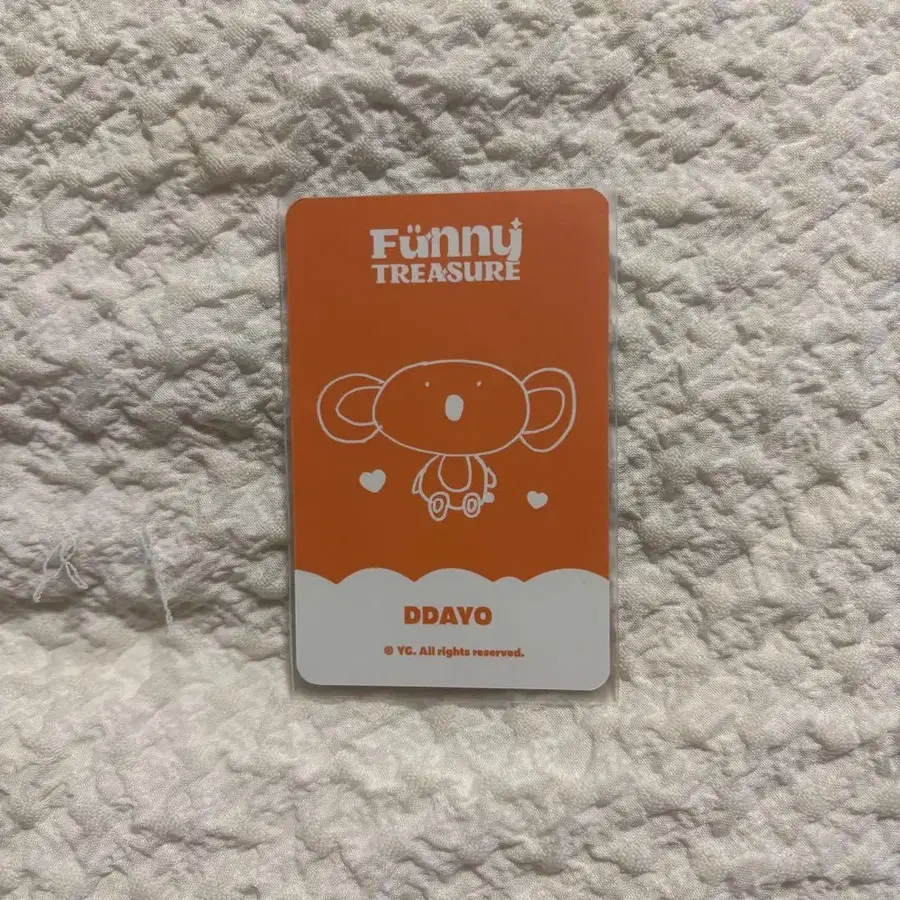 Fünny
TREASURE
DDAYO
© YG. All rights reserved.